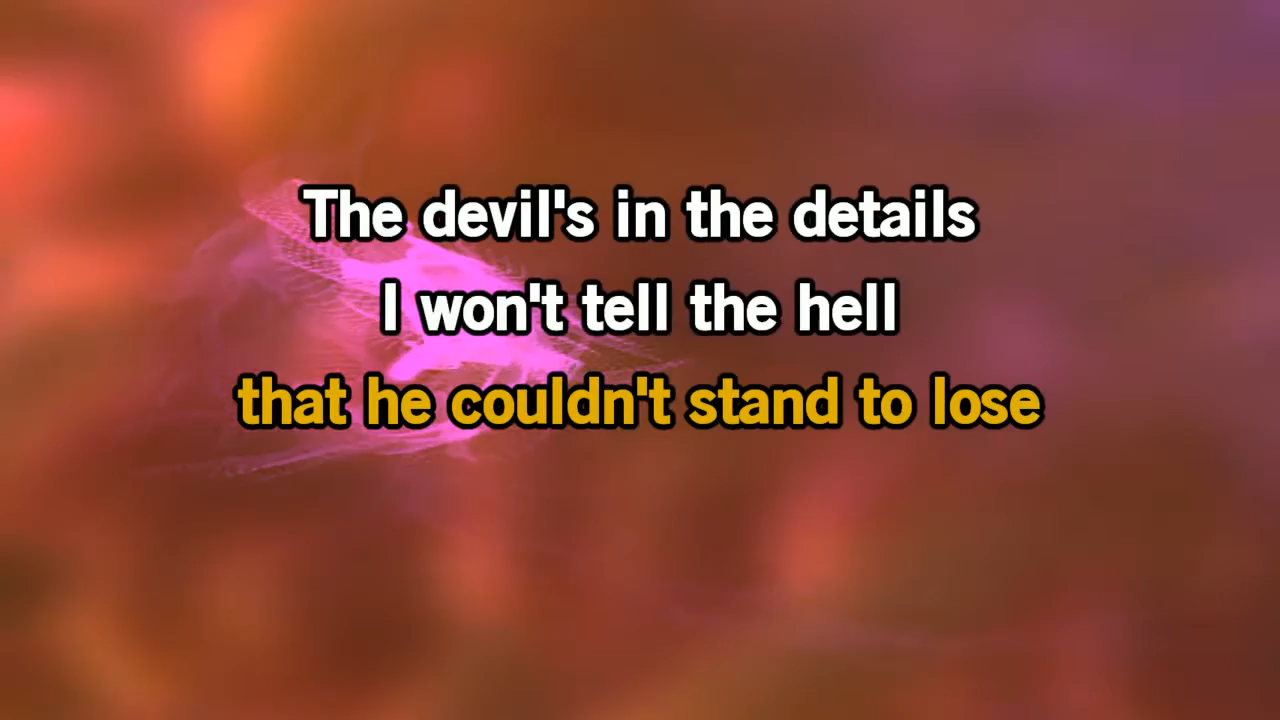 The devil's in the details
I won't tell the hell
that he couldn't stand to lose